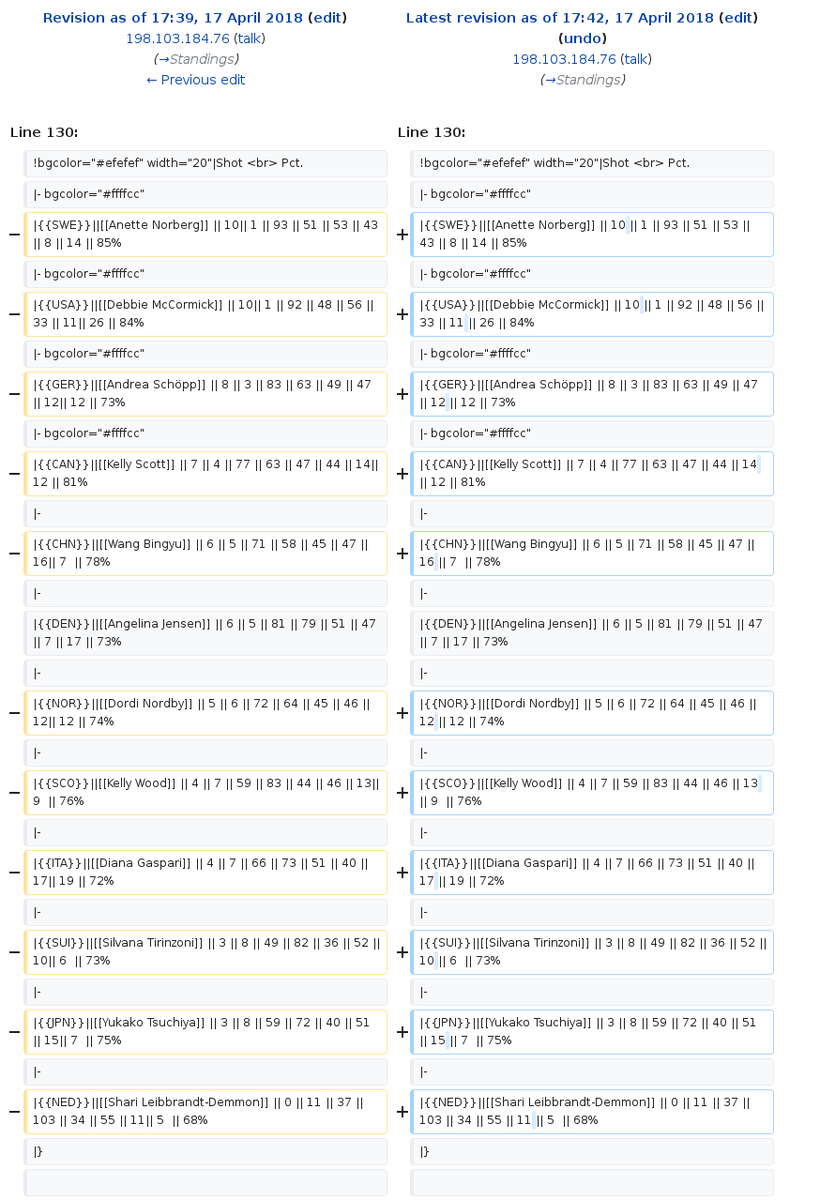 Revision as of 17:39, 17 April 2018 (edit)
198.103.184.76 (talk)
(→Standings)
← Previous edit
Latest revision as of 17:42, 17 April 2018 (edit)
(undo)
198.103.184.76 (talk)
(→Standings)
Line 130:
Line 130:
!bgcolor="#efefef" width="20"|Shot <br> Pct.
!bgcolor="#efefef" width="20"|Shot <br> Pct.
|- bgcolor="#ffffcc"
|- bgcolor="#ffffcc"
− |{{SWE}}||[[Anette Norberg]] || 10|| 1 || 93 || 51 || 53 || 43
|| 8 || 14 || 85%
+ |{{SWE}}||[[Anette Norberg]] || 10 || 1 || 93 || 51 || 53 ||
43 || 8 || 14 || 85%
|- bgcolor="#ffffcc"
|- bgcolor="#ffffcc"
− |{{USA}}||[[Debbie McCormick]] || 10|| 1 || 92 || 48 || 56 ||
33 || 11|| 26 || 84%
+ |{{USA}}||[[Debbie McCormick]] || 10 || 1 || 92 || 48 || 56 ||
33 || 11 || 26 || 84%
|- bgcolor="#ffffcc"
|- bgcolor="#ffffcc"
− |{{GER}}||[[Andrea Schöpp]] || 8 || 3 || 83 || 63 || 49 || 47
|| 12|| 12 || 73%
+ |{{GER}}||[[Andrea Schöpp]] || 8 || 3 || 83 || 63 || 49 || 47
|| 12 || 12 || 73%
|- bgcolor="#ffffcc"
|- bgcolor="#ffffcc"
− |{{CAN}}||[[Kelly Scott]] || 7 || 4 || 77 || 63 || 47 || 44 || 14||
12 || 81%
+ |{{CAN}}||[[Kelly Scott]] || 7 || 4 || 77 || 63 || 47 || 44 || 14
|| 12 || 81%
|-
|-
− |{{CHN}}||[[Wang Bingyu]] || 6 || 5 || 71 || 58 || 45 || 47 ||
16|| 7  || 78%
+ |{{CHN}}||[[Wang Bingyu]] || 6 || 5 || 71 || 58 || 45 || 47 ||
16 || 7  || 78%
|-
|-
|{{DEN}}||[[Angelina Jensen]] || 6 || 5 || 81 || 79 || 51 || 47
|| 7 || 17 || 73%
|{{DEN}}||[[Angelina Jensen]] || 6 || 5 || 81 || 79 || 51 || 47
|| 7 || 17 || 73%
|-
|-
− |{{NOR}}||[[Dordi Nordby]] || 5 || 6 || 72 || 64 || 45 || 46 ||
12|| 12 || 74%
+ |{{NOR}}||[[Dordi Nordby]] || 5 || 6 || 72 || 64 || 45 || 46 ||
12 || 12 || 74%
|-
|-
− |{{SCO}}||[[Kelly Wood]] || 4 || 7 || 59 || 83 || 44 || 46 || 13||
9  || 76%
+ |{{SCO}}||[[Kelly Wood]] || 4 || 7 || 59 || 83 || 44 || 46 || 13
|| 9  || 76%
|-
|-
− |{{ITA}}||[[Diana Gaspari]] || 4 || 7 || 66 || 73 || 51 || 40 ||
17|| 19 || 72%
+ |{{ITA}}||[[Diana Gaspari]] || 4 || 7 || 66 || 73 || 51 || 40 ||
17 || 19 || 72%
|-
|-
− |{{SUI}}||[[Silvana Tirinzoni]] || 3 || 8 || 49 || 82 || 36 || 52 ||
10|| 6  || 73%
+ |{{SUI}}||[[Silvana Tirinzoni]] || 3 || 8 || 49 || 82 || 36 || 52 ||
10 || 6  || 73%
|-
|-
− |{{JPN}}||[[Yukako Tsuchiya]] || 3 || 8 || 59 || 72 || 40 || 51
|| 15|| 7  || 75%
+ |{{JPN}}||[[Yukako Tsuchiya]] || 3 || 8 || 59 || 72 || 40 || 51
|| 15 || 7  || 75%
|-
|-
− |{{NED}}||[[Shari Leibbrandt-Demmon]] || 0 || 11 || 37 ||
103 || 34 || 55 || 11|| 5  || 68%
+ |{{NED}}||[[Shari Leibbrandt-Demmon]] || 0 || 11 || 37 ||
103 || 34 || 55 || 11 || 5  || 68%
|}
|}